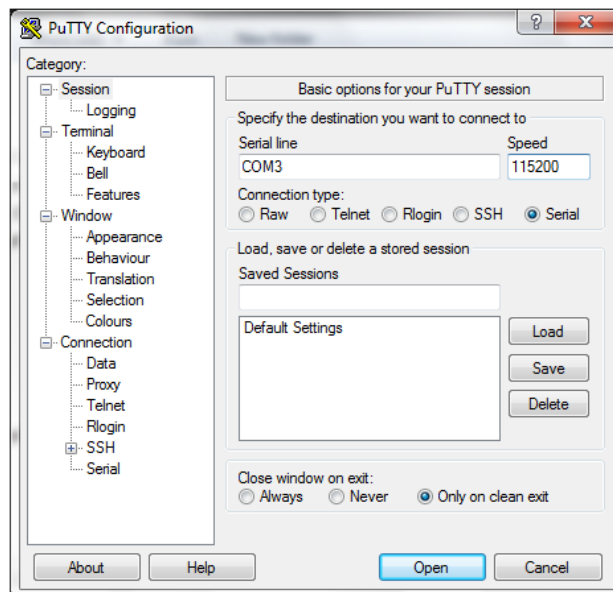 PuTTY Configuration
Category:
Session
Logging
Terminal
Keyboard
Bell
Features
Window
Appearance
Behaviour
Translation
Selection
Colours
Connection
Data
Proxy
Telnet
Rlogin
SSH
Serial
Basic options for your PuTTY session
Specify the destination you want to connect to
Serial line Speed
COM3 115200
Connection type:
Raw Telnet Rlogin SSH Serial
Load, save or delete a stored session
Saved Sessions
Default Settings
Load
Save
Delete
Close window on exit:
Always Never Only on clean exit
About Help Open Cancel